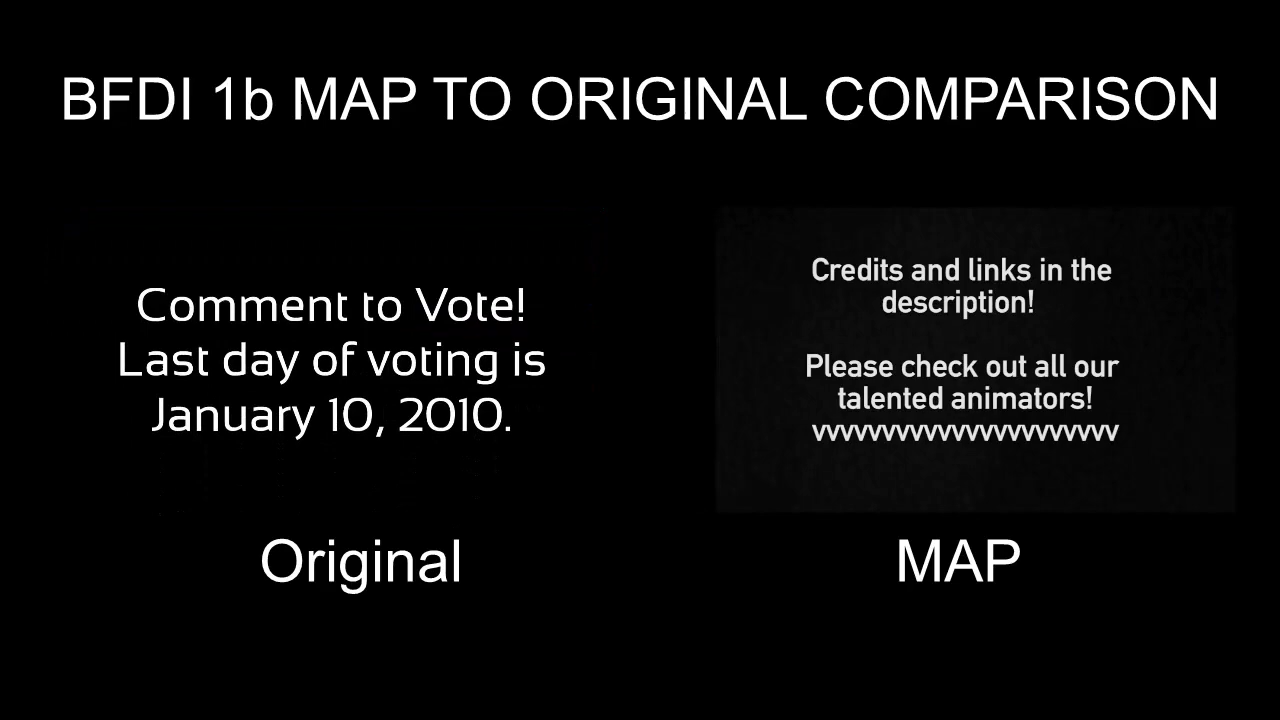 BFDI 1b MAP TO ORIGINAL COMPARISON
Comment to Vote!
Last day of voting is
January 10, 2010.
Credits and links in the
description!
Please check out all our
talented animators!
vvvvvvvvvvvvvvvvvvvvvv
Original
MAP